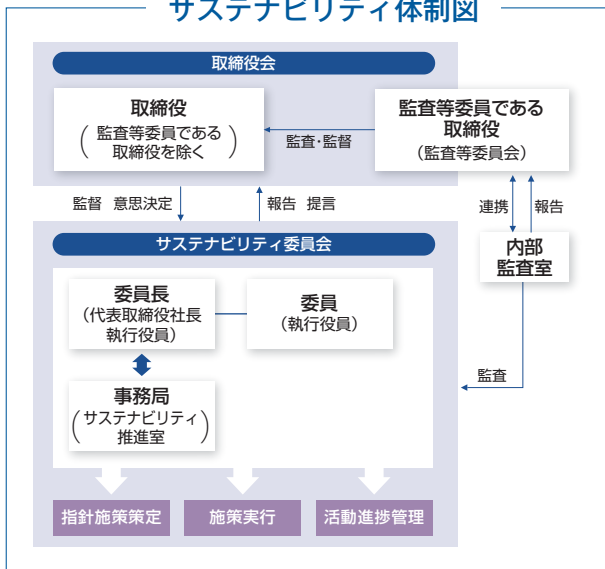 サステナビリティ体制図
取締役会
取締役
(監査等委員である
取締役を除く)
監査・監督
監査等委員である
取締役
(監査等委員会)
監督 意思決定
報告 提言
連携
報告
サステナビリティ委員会
内部
監査室
委員長
(代表取締役社長
執行役員)
委員
(執行役員)
監査
事務局
(サステナビリティ
推進室)
指針施策策定
施策実行
活動進捗管理